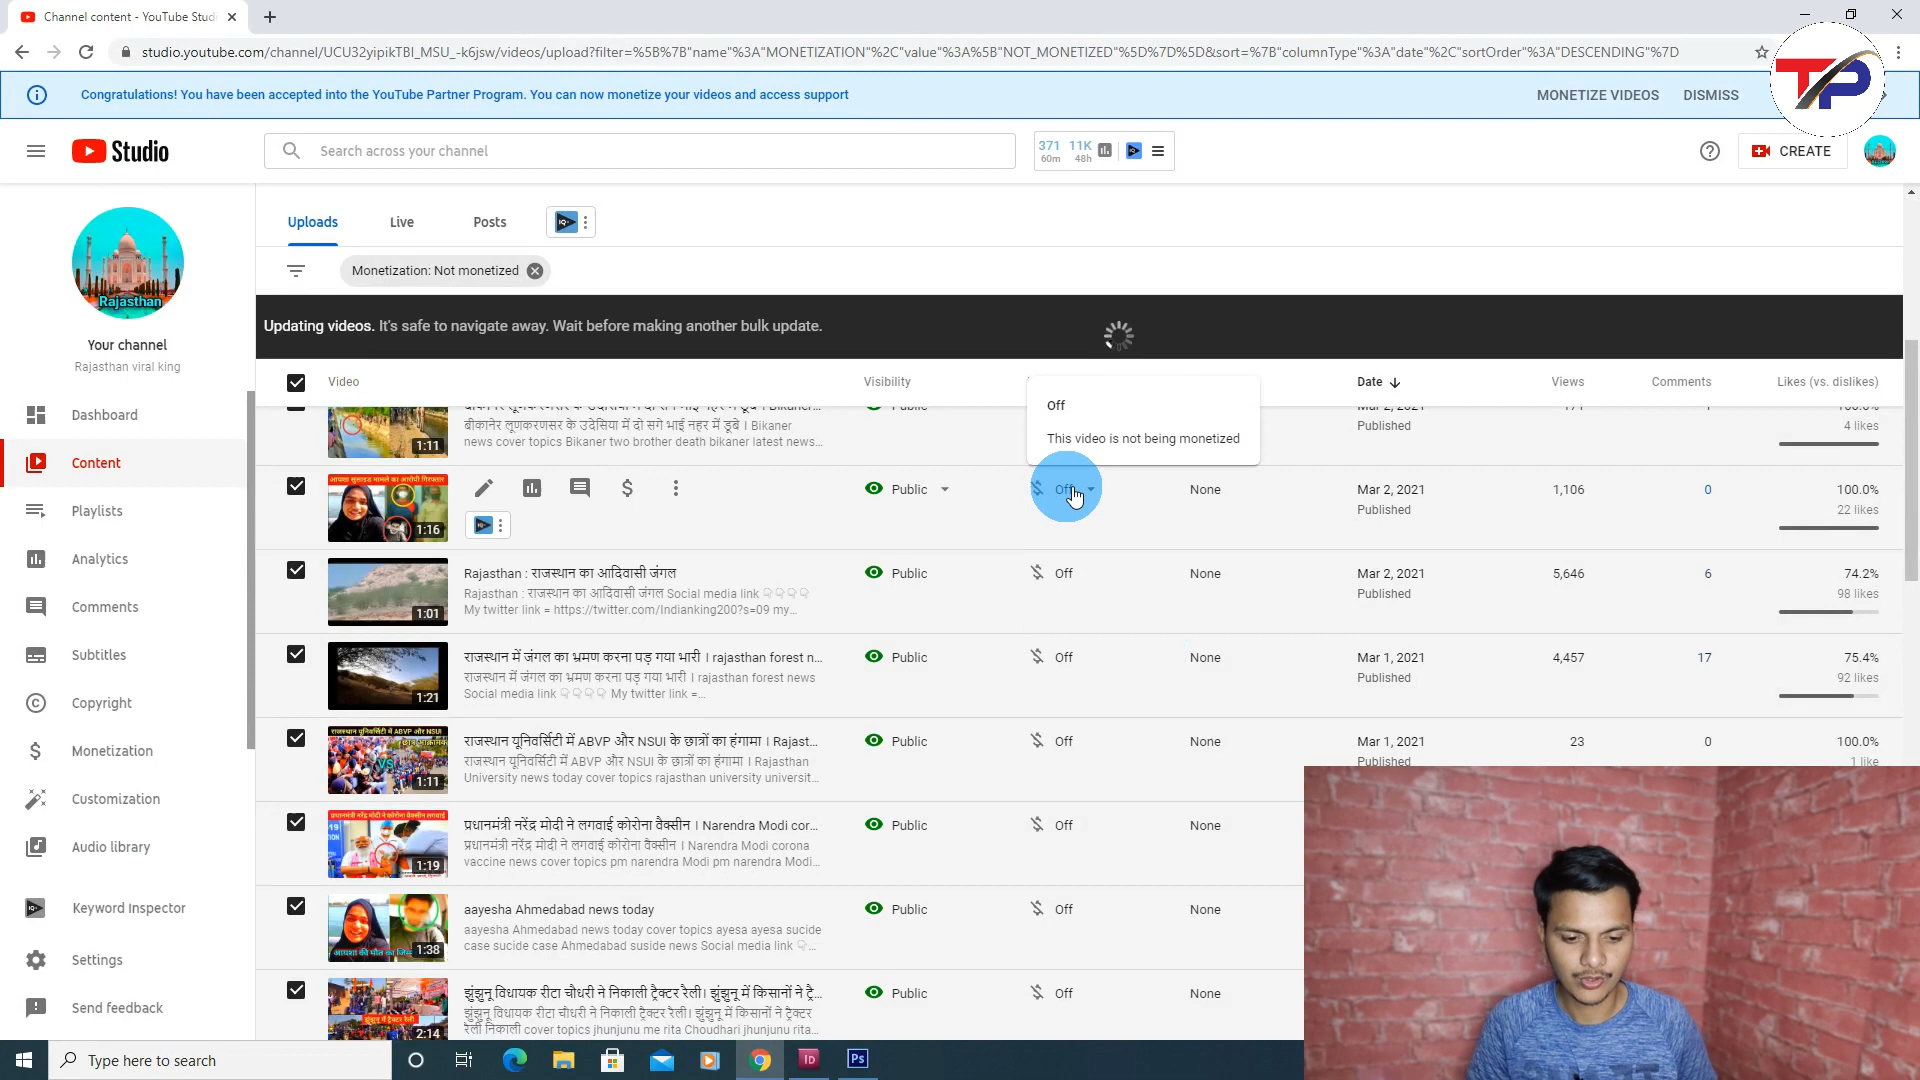 Channel content - YouTube Stud
studio.youtube.com/channel/UCU32yipikTBI_MSU_-k6jsw/videos/upload?filter=%5B%7B"name"%3A"MONETIZATION"%2C"value"%3A%5B"NOT_MONETIZED"%5D%7D%5D&sort=%7B"columnType"%3A"date"%2C"sortOrder"%3A"DESCENDING"%7D
Congratulations! You have been accepted into the YouTube Partner Program. You can now monetize your videos and access support
MONETIZE VIDEOS DISMISS
TP
Studio
Search across your channel
371 11K
60m 48h
CREATE
Uploads Live Posts
Monetization: Not monetized
Updating videos. It's safe to navigate away. Wait before making another bulk update.
Rajasthan
Your channel
Rajasthan viral king
Dashboard
Content
Playlists
Analytics
Comments
Subtitles
Copyright
Monetization
Customization
Audio library
Keyword Inspector
Settings
Send feedback
Video Visibility Date Views Comments Likes (vs. dislikes)
Off
This video is not being monetized
बीकानेर लूणकरणसर के उदेसिया में दो सगे भाई नहर में डूबे । Bikaner
news cover topics Bikaner two brother death bikaner latest news...
1:11
Published
4 likes
आयशा सुसाइड मामले का आरोपी गिरफ्तार
1:16
Public Off None Mar 2, 2021 1,106 0 100.0%
Published 22 likes
Rajasthan : राजस्थान का आदिवासी जंगल
Rajasthan : राजस्थान का आदिवासी जंगल Social media link
My twitter link = https://twitter.com/Indianking200?s=09 my...
1:01
Public Off None Mar 2, 2021 5,646 6 74.2%
Published 98 likes
राजस्थान में जंगल का भ्रमण करना पड़ गया भारी । rajasthan forest n...
राजस्थान में जंगल का भ्रमण करना पड़ गया भारी । rajasthan forest news
Social media link My twitter link =...
1:21
Public Off None Mar 1, 2021 4,457 17 75.4%
Published 92 likes
राजस्थान यूनिवर्सिटी में ABVP और NSUI
VS
1:11
राजस्थान यूनिवर्सिटी में ABVP और NSUI के छात्रों का हंगामा । Rajast...
राजस्थान यूनिवर्सिटी में ABVP और NSUI के छात्रों का हंगामा । Rajasthan
University news today cover topics rajasthan university universit...
Public Off None Mar 1, 2021 23 0 100.0%
Published 1 like
प्रधानमंत्री नरेंद्र मोदी ने लगवाई कोरोना वैक्सीन । Narendra Modi cor...
प्रधानमंत्री नरेंद्र मोदी ने लगवाई कोरोना वैक्सीन । Narendra Modi corona
vaccine news cover topics pm narendra Modi pm narendra Modi...
1:19
Public Off None
aayesha Ahmedabad news today
aayesha Ahmedabad news today cover topics ayesa ayesa sucide
case sucide case Ahmedabad suside news Social media link
1:38
Public Off None
झुंझुनू विधायक रीटा चौधरी ने निकाली ट्रैक्टर रैली। झुंझुनू में किसानों ने ट्रै...
झुंझुनू विधायक रीटा चौधरी ने निकाली ट्रैक्टर रैली। झुंझुनू में किसानों ने ट्रैक्टर
रैली निकाली cover topics jhunjunu me rita Choudhari jhunjunu rita...
2:14
Public Off None
Type here to search
Id
Ps